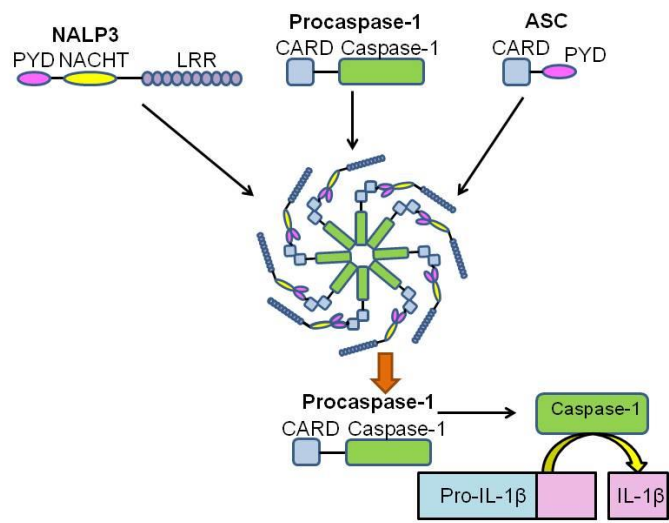 NALP3
PYD NACHT LRR
Procaspase-1
CARD Caspase-1
ASC
CARD PYD
Procaspase-1
CARD Caspase-1
Caspase-1
Pro-IL-1β
IL-1β